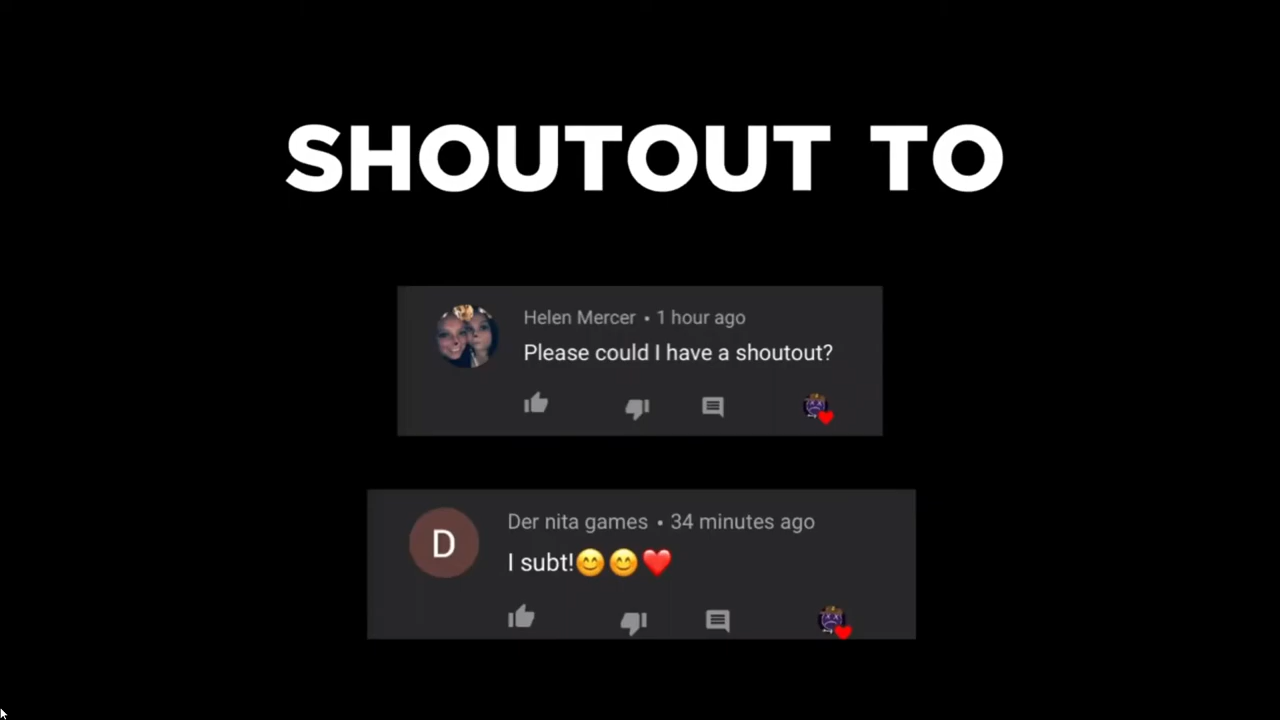 SHOUTOUT TO
Helen Mercer • 1 hour ago
Please could I have a shoutout?
D
Der nita games • 34 minutes ago
I subt!😊😊❤️